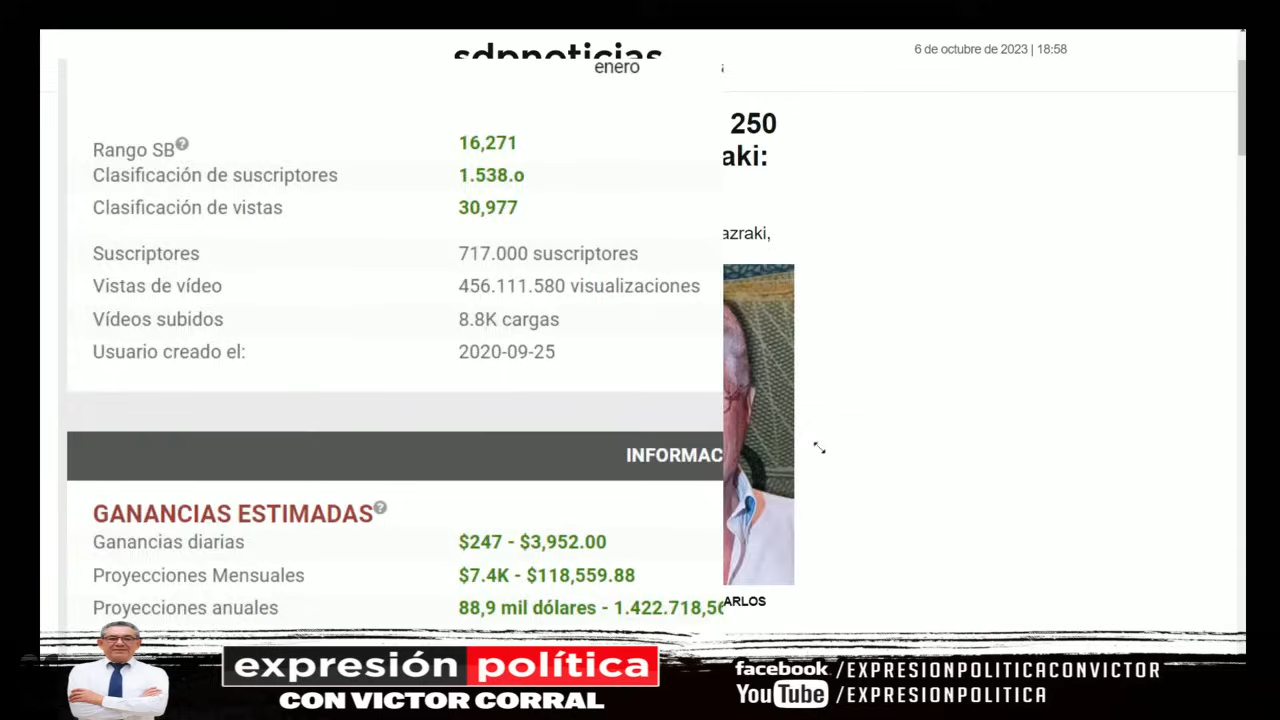 sdpnoticias
6 de octubre de 2023 | 18:58
enero
250
aki:
azraki,
Rango SB
16,271
Clasificación de suscriptores
1.538.o
Clasificación de vistas
30,977
Suscriptores
717.000 suscriptores
Vistas de vídeo
456.111.580 visualizaciones
Vídeos subidos
8.8K cargas
Usuario creado el:
2020-09-25
INFORMAC
GANANCIAS ESTIMADAS
Ganancias diarias
$247 - $3,952.00
Proyecciones Mensuales
$7.4K - $118,559.88
Proyecciones anuales
88,9 mil dólares - 1.422.718,56
ARLOS
expresión política
CON VICTOR CORRAL
facebook /EXPRESIONPOLITICACONVICTOR
YouTube /EXPRESIONPOLITICA